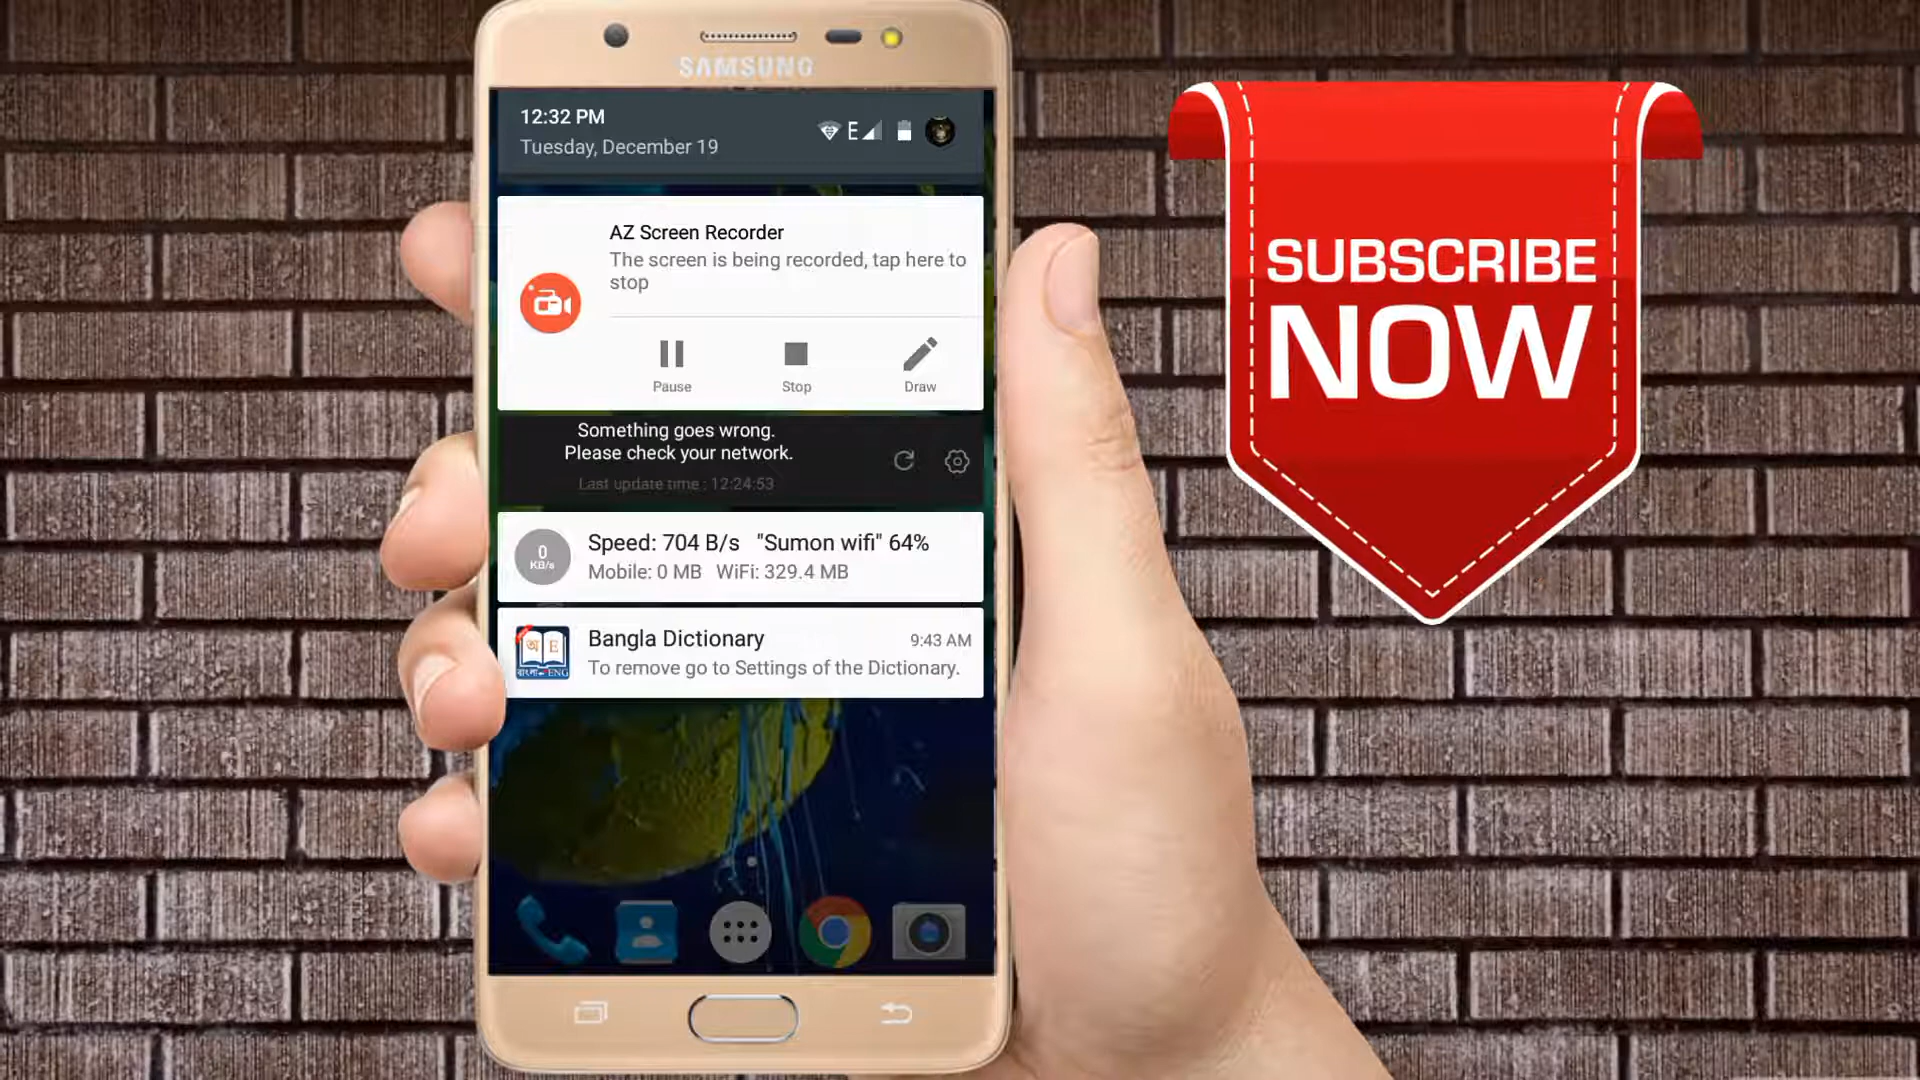 SAMSUNG
12:32 PM
Tuesday, December 19
E
AZ Screen Recorder
The screen is being recorded, tap here to
stop
Pause
Stop
Draw
Something goes wrong.
Please check your network.
Last update time : 12:24:53
0
KB/s
Speed: 704 B/s "Sumon wifi" 64%
Mobile: 0 MB WiFi: 329.4 MB
অ E
বাংলা ENG
Bangla Dictionary
9:43 AM
To remove go to Settings of the Dictionary.
SUBSCRIBE
NOW